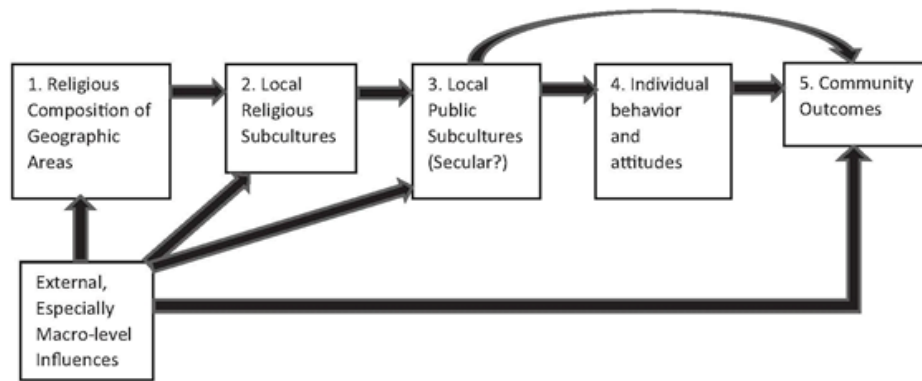 1. Religious
Composition of
Geographic
Areas
2. Local
Religious
Subcultures
3. Local
Public
Subcultures
(Secular?)
4. Individual
behavior
and
attitudes
5. Community
Outcomes
External,
Especially
Macro-level
Influences